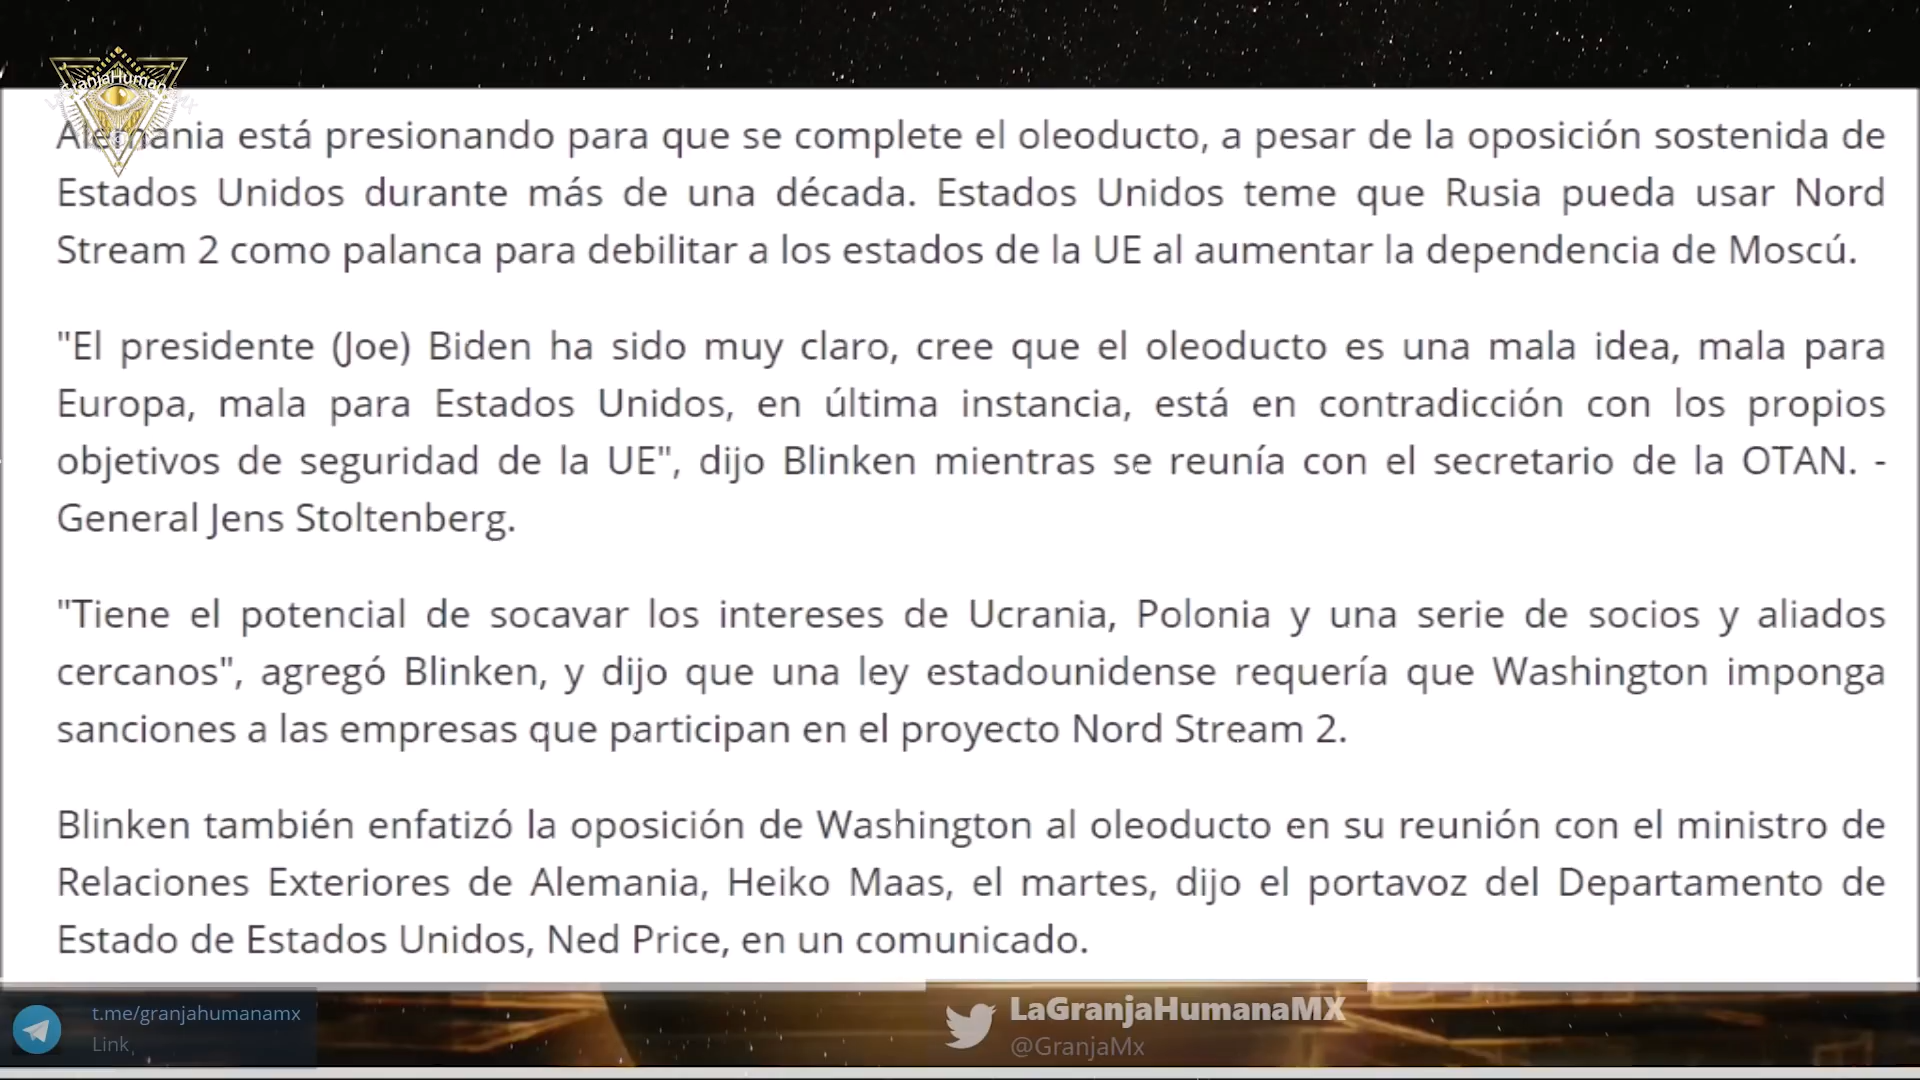 LaGranjaHumanaMX
Alemania está presionando para que se complete el oleoducto, a pesar de la oposición sostenida de
Estados Unidos durante más de una década. Estados Unidos teme que Rusia pueda usar Nord
Stream 2 como palanca para debilitar a los estados de la UE al aumentar la dependencia de Moscú.
"El presidente (Joe) Biden ha sido muy claro, cree que el oleoducto es una mala idea, mala para
Europa, mala para Estados Unidos, en última instancia, está en contradicción con los propios
objetivos de seguridad de la UE", dijo Blinken mientras se reunía con el secretario de la OTAN. -
General Jens Stoltenberg.
"Tiene el potencial de socavar los intereses de Ucrania, Polonia y una serie de socios y aliados
cercanos", agregó Blinken, y dijo que una ley estadounidense requería que Washington imponga
sanciones a las empresas que participan en el proyecto Nord Stream 2.
Blinken también enfatizó la oposición de Washington al oleoducto en su reunión con el ministro de
Relaciones Exteriores de Alemania, Heiko Maas, el martes, dijo el portavoz del Departamento de
Estado de Estados Unidos, Ned Price, en un comunicado.
t.me/granjahumanamx
Link
LaGranjaHumanaMX
@GranjaMx